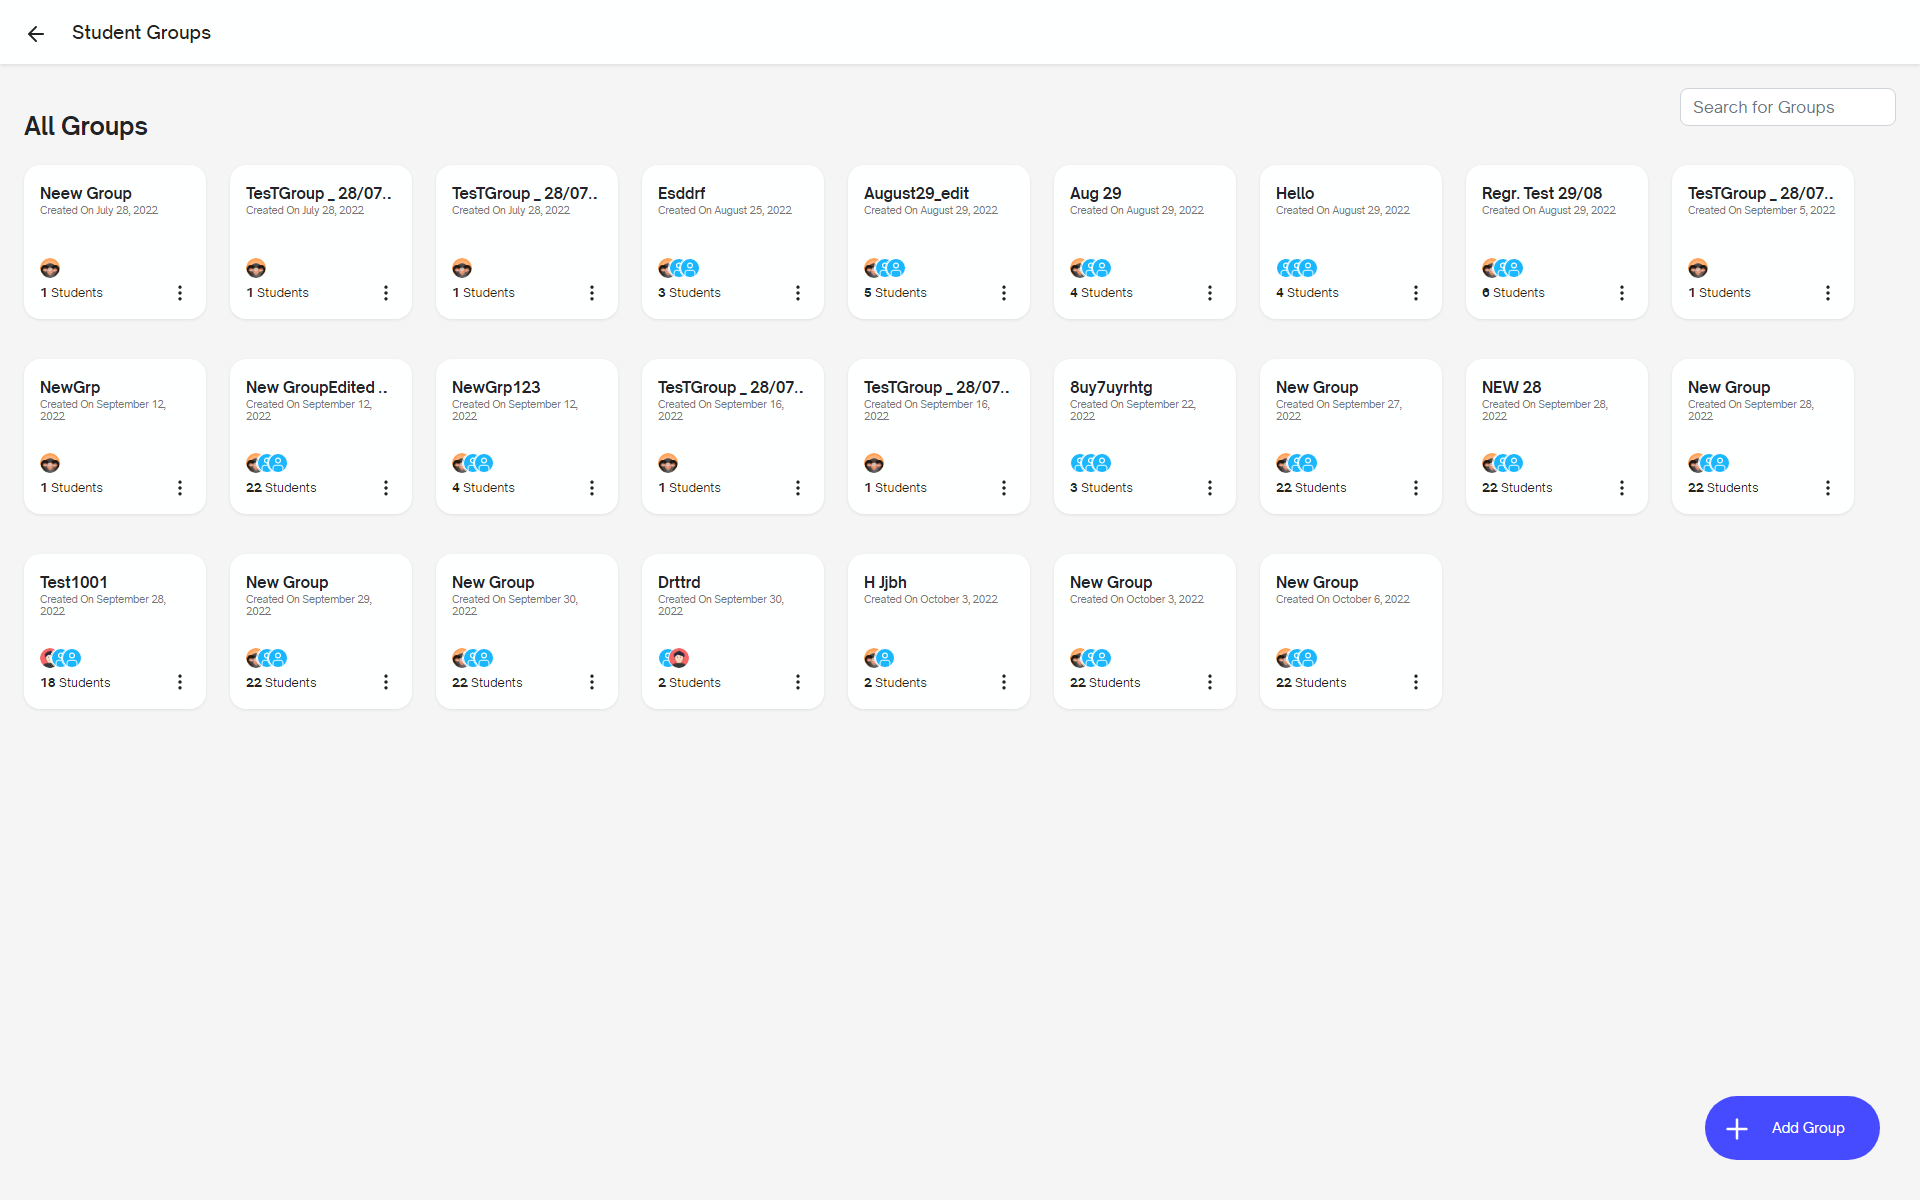 Student Groups
Search for Groups
All Groups
Neew Group
Created On July 28, 2022
1 Students
TesTGroup _ 28/07..
Created On July 28, 2022
1 Students
TesTGroup _ 28/07..
Created On July 28, 2022
1 Students
Esddrf
Created On August 25, 2022
3 Students
August29_edit
Created On August 29, 2022
5 Students
Aug 29
Created On August 29, 2022
4 Students
Hello
Created On August 29, 2022
4 Students
Regr. Test 29/08
Created On August 29, 2022
6 Students
TesTGroup _ 28/07..
Created On September 5, 2022
1 Students
NewGrp
Created On September 12,
2022
1 Students
New GroupEdited ..
Created On September 12,
2022
22 Students
NewGrp123
Created On September 12,
2022
4 Students
TesTGroup _ 28/07..
Created On September 16,
2022
1 Students
TesTGroup _ 28/07..
Created On September 16,
2022
1 Students
8uy7uyrhtg
Created On September 22,
2022
3 Students
New Group
Created On September 27,
2022
22 Students
NEW 28
Created On September 28,
2022
22 Students
New Group
Created On September 28,
2022
22 Students
Test1001
Created On September 28,
2022
18 Students
New Group
Created On September 29,
2022
22 Students
New Group
Created On September 30,
2022
22 Students
Drttrd
Created On September 30,
2022
2 Students
H Jjbh
Created On October 3, 2022
2 Students
New Group
Created On October 3, 2022
22 Students
New Group
Created On October 6, 2022
22 Students
Add Group